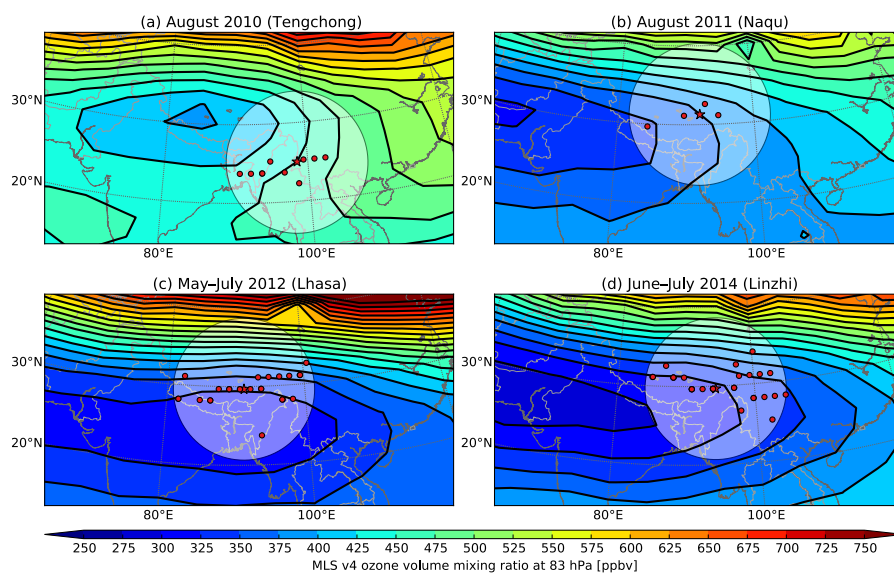 (a) August 2010 (Tengchong)
(b) August 2011 (Naqu)
30°N
20°N
80°E
100°E
30°N
20°N
80°E
100°E
(c) May–July 2012 (Lhasa)
(d) June–July 2014 (Linzhi)
30°N
20°N
80°E
100°E
30°N
20°N
80°E
100°E
250 275 300 325 350 375 400 425 450 475 500 525 550 575 600 625 650 675 700 725 750
MLS v4 ozone volume mixing ratio at 83 hPa [ppbv]